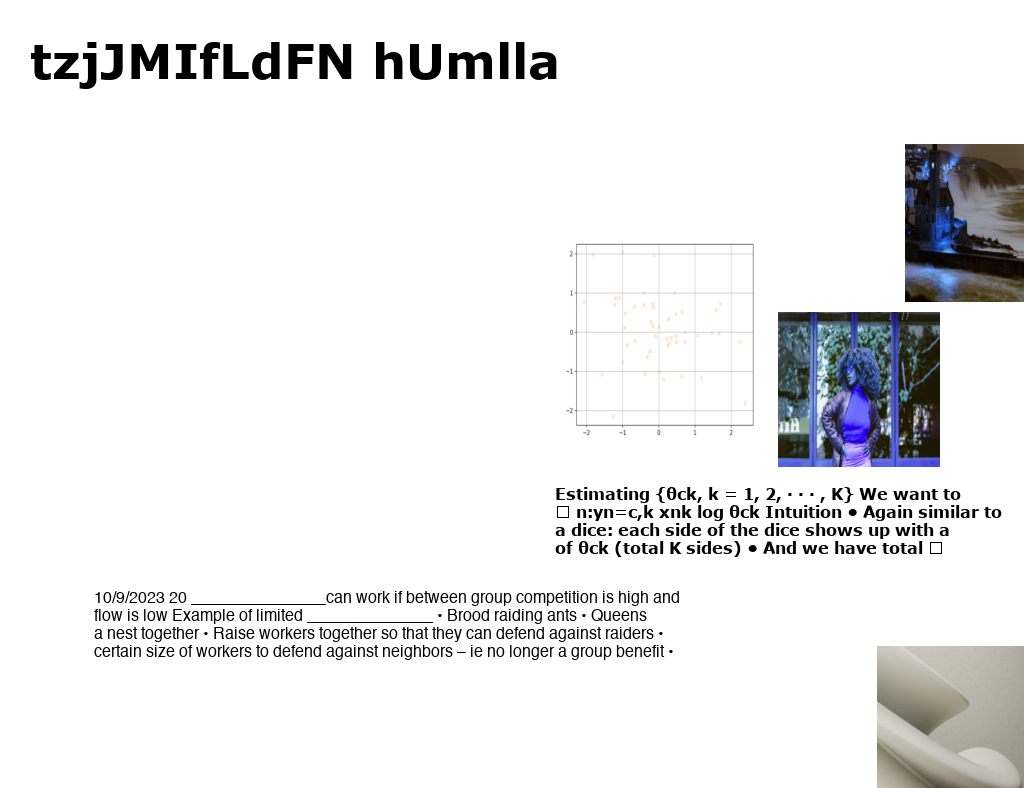 tzjJMIfLdFN hUmlla
2
1
0
−1
−2
−2 −1 0 1 2
Estimating {θck, k = 1, 2, · · · , K} We want to
□ n:yn=c,k xnk log θck Intuition ● Again similar to
a dice: each side of the dice shows up with a
of θck (total K sides) ● And we have total □
10/9/2023 20 ________________can work if between group competition is high and
flow is low Example of limited _______________ • Brood raiding ants • Queens
a nest together • Raise workers together so that they can defend against raiders •
certain size of workers to defend against neighbors – ie no longer a group benefit •